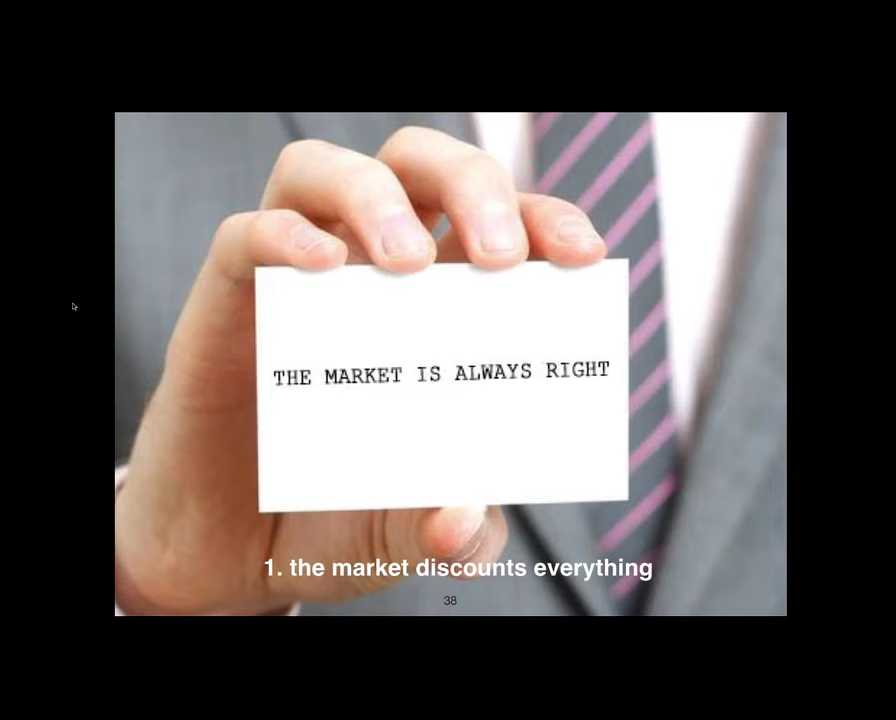 THE MARKET IS ALWAYS RIGHT
1. the market discounts everything
38